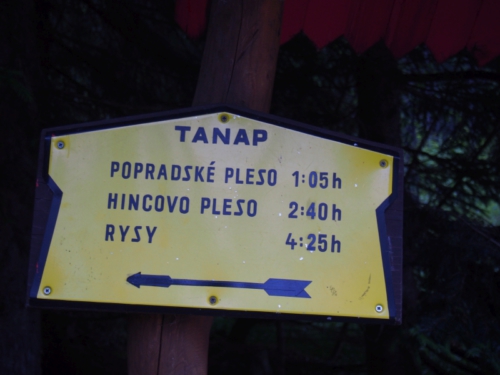 TANAP
POPRADSKÉ PLESO 1:05h
HINCOVO PLESO 2:40h
RYSY 4:25h